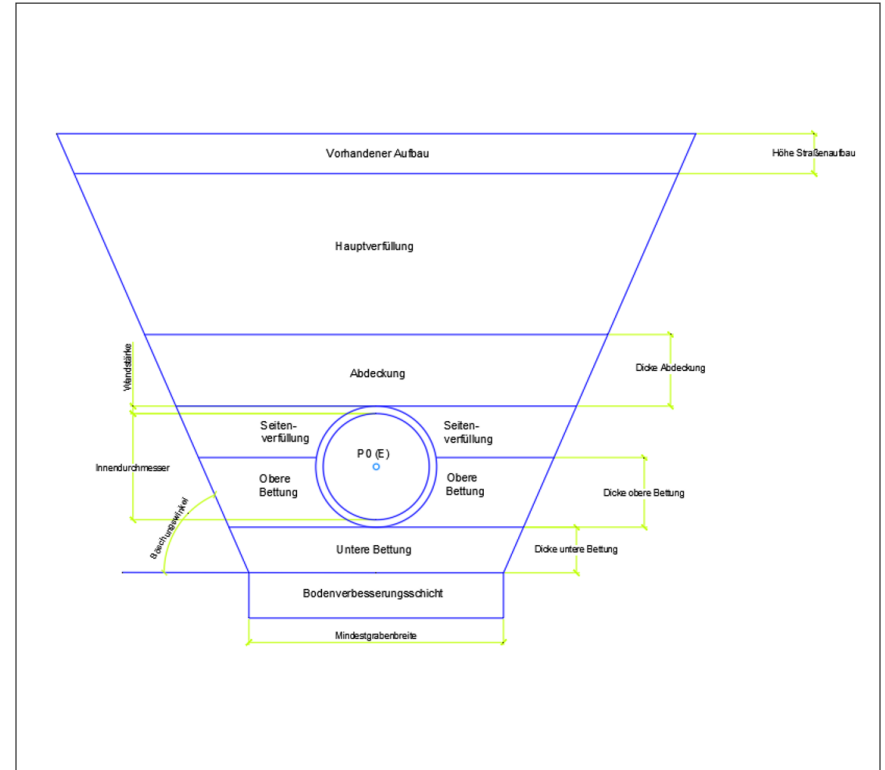 Vorhandener Aufbau
Höhe Straßenaufbau
Hauptverfüllung
Wandstärke
Abdeckung
Dicke Abdeckung
Seiten-
verfüllung
Seiten-
verfüllung
P0 (E)
Innendurchmesser
Obere
Bettung
Obere
Bettung
Dicke obere Bettung
Böschungswinkel
Untere Bettung
Dicke untere Bettung
Bodenverbesserungsschicht
Mindestgrabenbreite